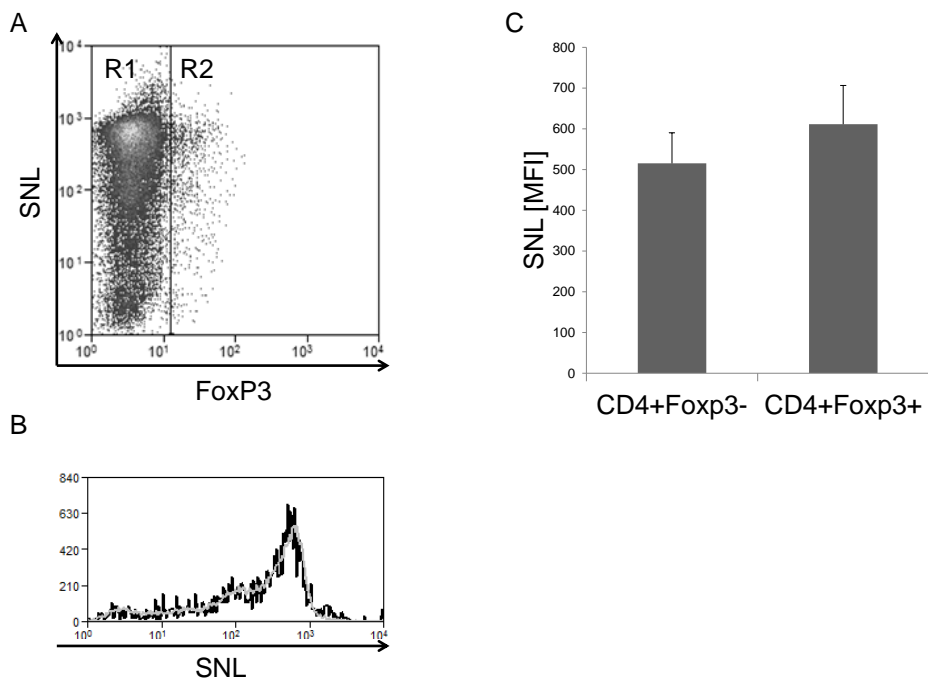 A
10⁴
R1
R2
10³
SNL
10²
10¹
10⁰
10⁰
10¹
10²
10³
10⁴
FoxP3
B
840
630
420
210
0
10⁰
10¹
10²
10³
10⁴
SNL
C
800
700
600
500
400
300
200
100
0
SNL [MFI]
CD4+Foxp3-
CD4+Foxp3+